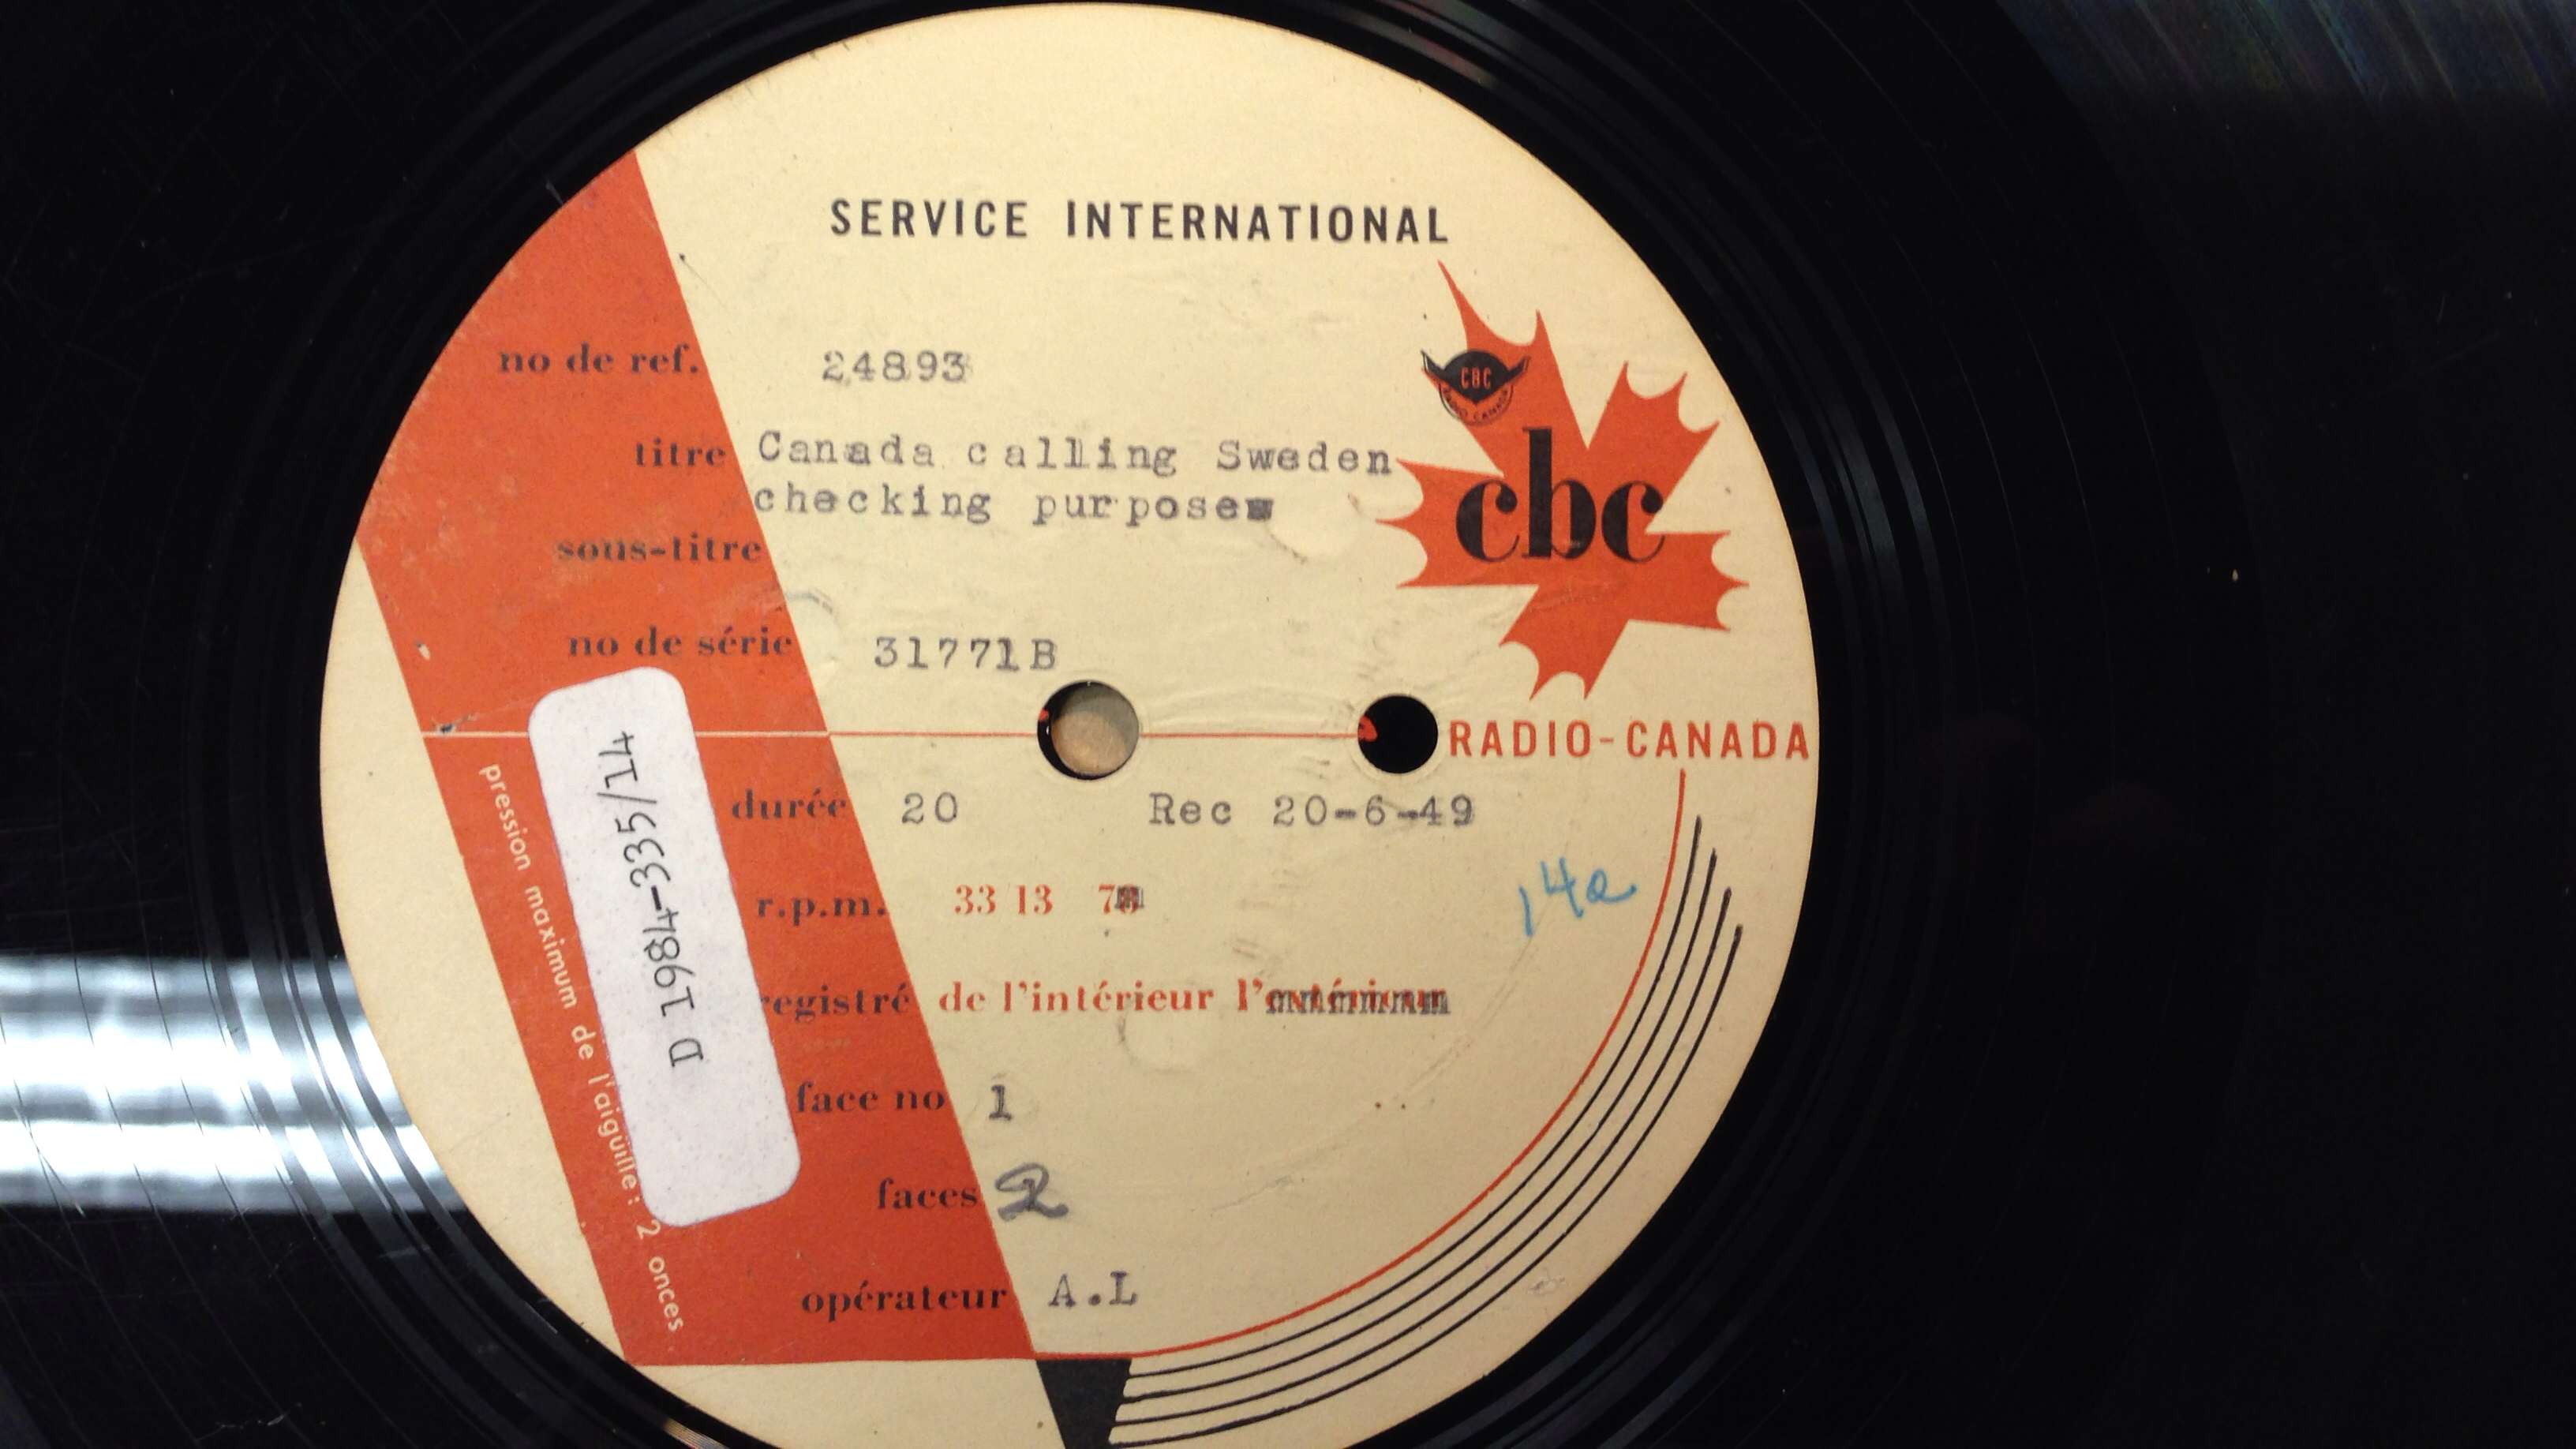 SERVICE INTERNATIONAL
no de ref. 24893
titre Canada calling Sweden
checking purposes
sous-titre
no de série 31771B
CBC
RADIO CANADA
cbc
RADIO-CANADA
durée 20 Rec 20-6-49
r.p.m. 33 13 78
registré de l'intérieur l'extérieur
face no 1
faces 2
opérateur A.L
14a
D 1984-335/14
pression maximum de l'aiguille: 2 onces